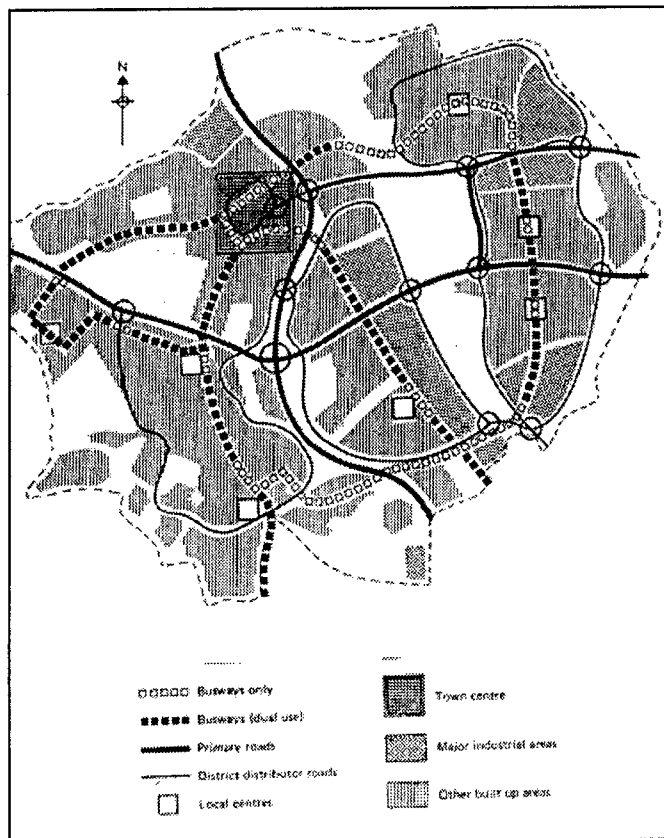 N
Busways only
Busways (dual use)
Primary roads
District distributor roads
Local centres
Town centre
Major industrial areas
Other built up areas